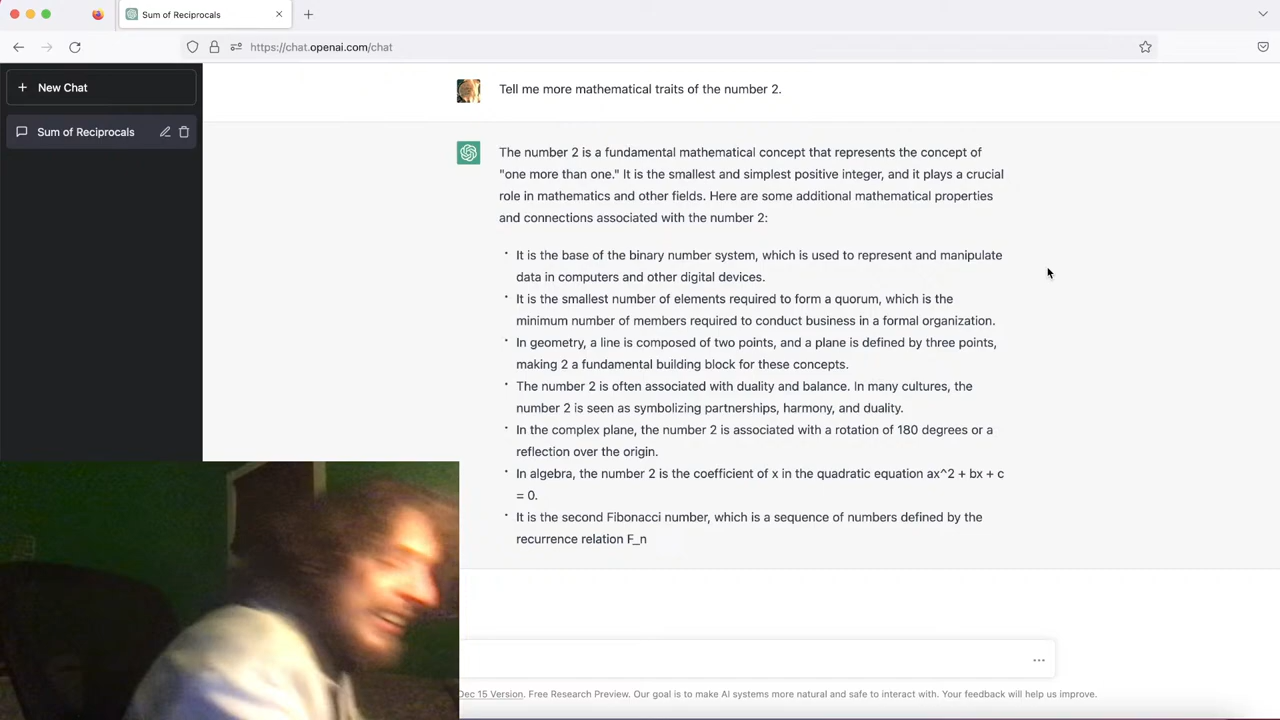 Sum of Reciprocals
https://chat.openai.com/chat
New Chat
Sum of Reciprocals
Tell me more mathematical traits of the number 2.
The number 2 is a fundamental mathematical concept that represents the concept of
"one more than one." It is the smallest and simplest positive integer, and it plays a crucial
role in mathematics and other fields. Here are some additional mathematical properties
and connections associated with the number 2:
It is the base of the binary number system, which is used to represent and manipulate
data in computers and other digital devices.
It is the smallest number of elements required to form a quorum, which is the
minimum number of members required to conduct business in a formal organization.
In geometry, a line is composed of two points, and a plane is defined by three points,
making 2 a fundamental building block for these concepts.
The number 2 is often associated with duality and balance. In many cultures, the
number 2 is seen as symbolizing partnerships, harmony, and duality.
In the complex plane, the number 2 is associated with a rotation of 180 degrees or a
reflection over the origin.
In algebra, the number 2 is the coefficient of x in the quadratic equation ax^2 + bx + c
= 0.
It is the second Fibonacci number, which is a sequence of numbers defined by the
recurrence relation F_n
Dec 15 Version. Free Research Preview. Our goal is to make AI systems more natural and safe to interact with. Your feedback will help us improve.